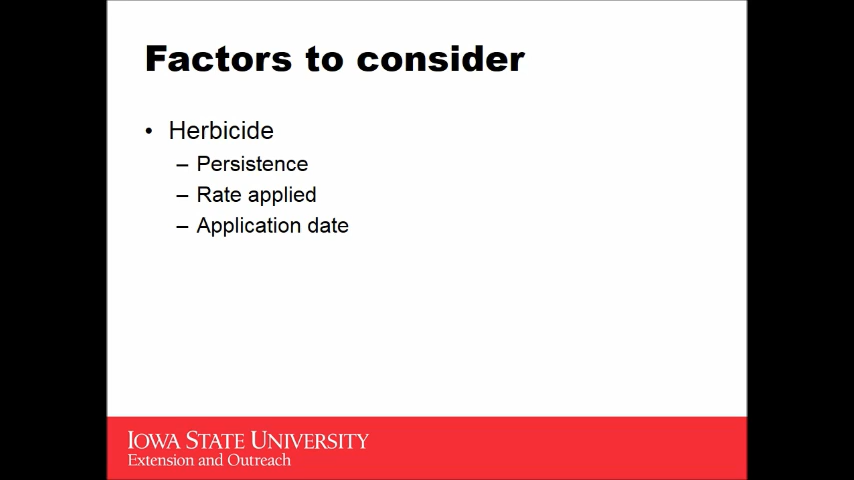 Factors to consider
• Herbicide
– Persistence
– Rate applied
– Application date
IOWA STATE UNIVERSITY
Extension and Outreach